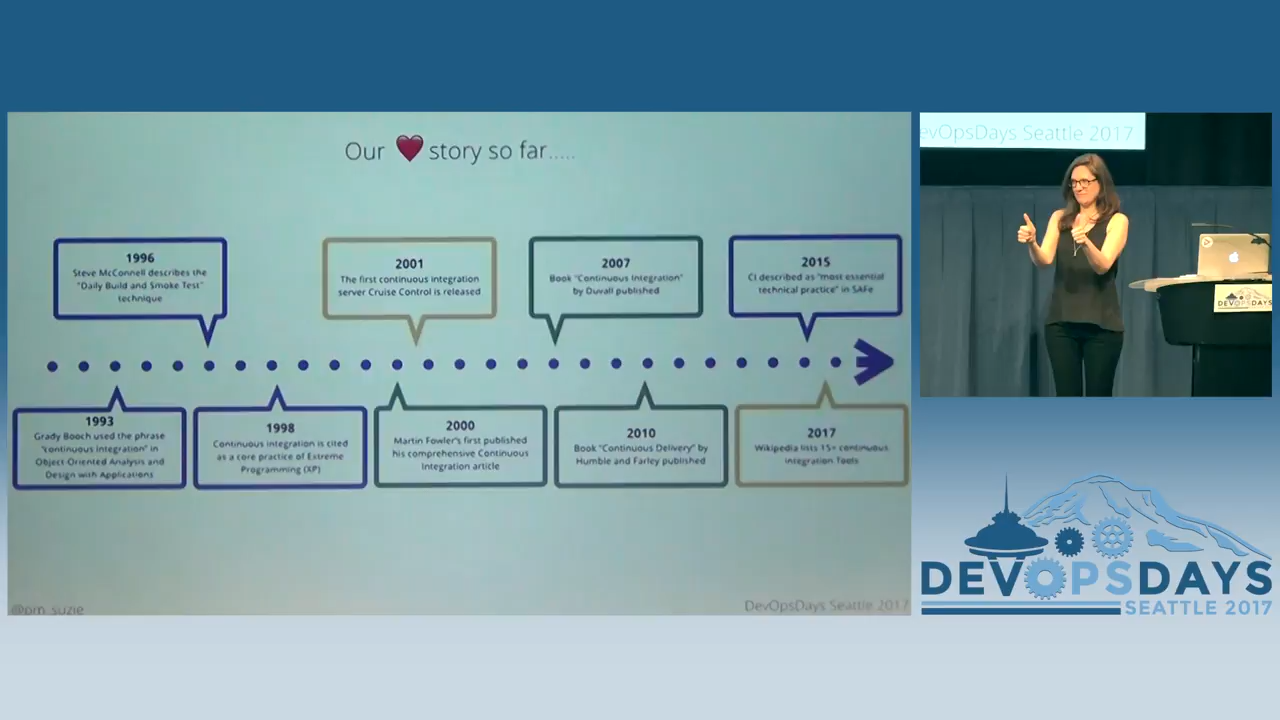 Our ❤ story so far.....
1996
Steve McConnell describes the
"Daily Build and Smoke Test"
technique
2001
The first continuous integration
server Cruise Control is released
2007
Book "Continuous Integration"
by Duvall published
2015
CI described as "most essential
technical practice" in SAFe
1993
Grady Booch used the phrase
"continuous integration" in
Object Oriented Analysis and
Design with Applications
1998
Continuous Integration is cited
as a core practice of Extreme
Programming (XP)
2000
Martin Fowler's first published
his comprehensive Continuous
Integration article
2010
Book "Continuous Delivery" by
Humble and Farley published
2017
Wikipedia lists 15+ continuous
integration Tools
@pm_suzie
DevOpsDays Seattle 2017
evOpsDays Seattle 2017
DEVOPSDAYS
DEVOPSDAYS
SEATTLE 2017